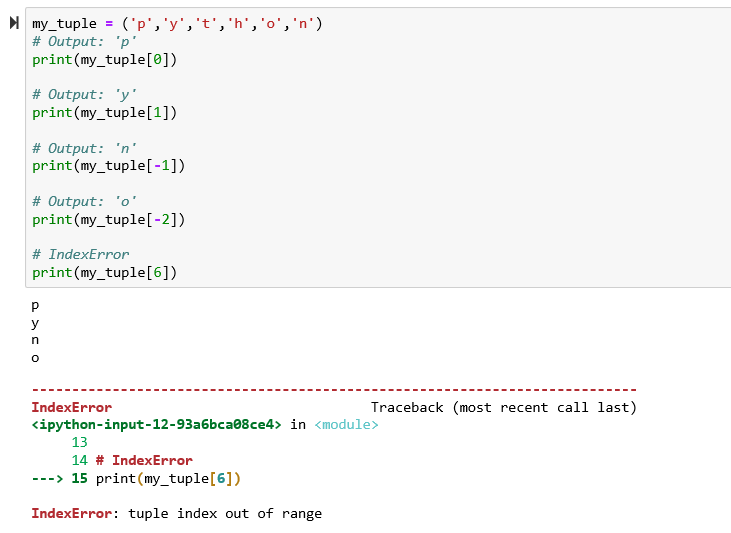 my_tuple = ('p','y','t','h','o','n')
# Output: 'p'
print(my_tuple[0])
# Output: 'y'
print(my_tuple[1])
# Output: 'n'
print(my_tuple[-1])
# Output: 'o'
print(my_tuple[-2])
# IndexError
print(my_tuple[6])
p
y
n
o
---------------------------------------------------------------------------
IndexError                                Traceback (most recent call last)
<ipython-input-12-93a6bca08ce4> in <module>
     13
     14 # IndexError
---> 15 print(my_tuple[6])
IndexError: tuple index out of range